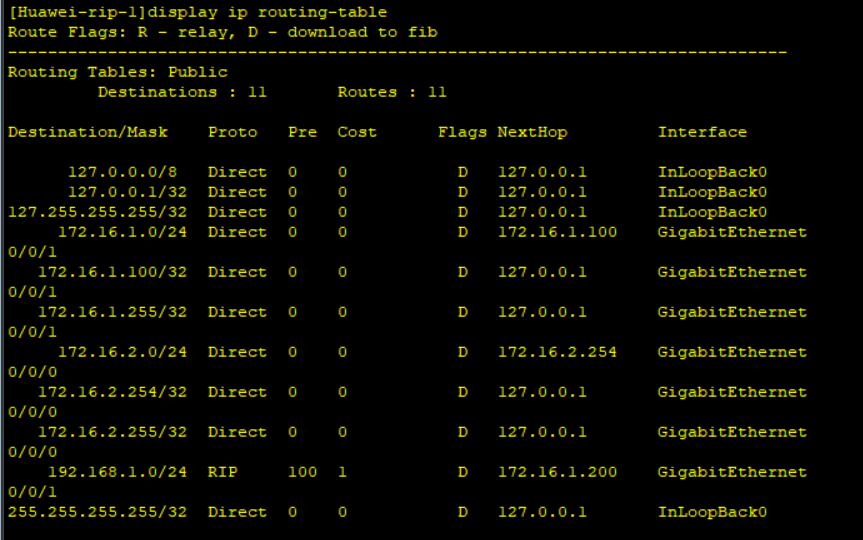 [Huawei-rip-1]display ip routing-table
Route Flags: R - relay, D - download to fib
------------------------------------------------------------------------------
Routing Tables: Public
         Destinations : 11       Routes : 11

Destination/Mask    Proto   Pre  Cost      Flags NextHop         Interface

      127.0.0.0/8   Direct  0    0           D   127.0.0.1       InLoopBack0
      127.0.0.1/32  Direct  0    0           D   127.0.0.1       InLoopBack0
127.255.255.255/32  Direct  0    0           D   127.0.0.1       InLoopBack0
     172.16.1.0/24  Direct  0    0           D   172.16.1.100    GigabitEthernet
0/0/1
   172.16.1.100/32  Direct  0    0           D   127.0.0.1       GigabitEthernet
0/0/1
   172.16.1.255/32  Direct  0    0           D   127.0.0.1       GigabitEthernet
0/0/1
     172.16.2.0/24  Direct  0    0           D   172.16.2.254    GigabitEthernet
0/0/0
   172.16.2.254/32  Direct  0    0           D   127.0.0.1       GigabitEthernet
0/0/0
   172.16.2.255/32  Direct  0    0           D   127.0.0.1       GigabitEthernet
0/0/0
    192.168.1.0/24  RIP     100  1           D   172.16.1.200    GigabitEthernet
0/0/1
255.255.255.255/32  Direct  0    0           D   127.0.0.1       InLoopBack0